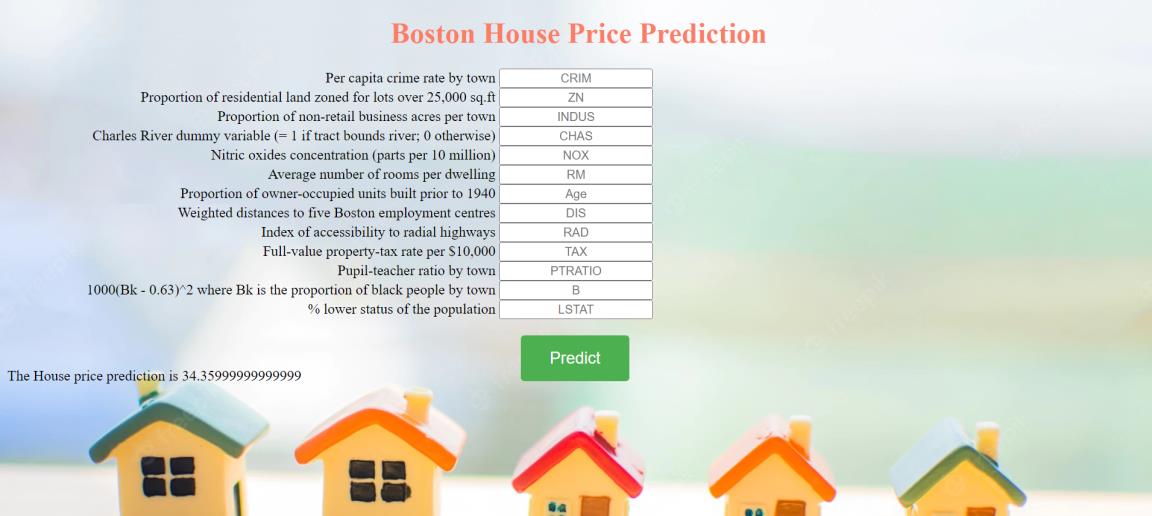 Boston House Price Prediction
Per capita crime rate by town CRIM
Proportion of residential land zoned for lots over 25,000 sq.ft ZN
Proportion of non-retail business acres per town INDUS
Charles River dummy variable (= 1 if tract bounds river; 0 otherwise) CHAS
Nitric oxides concentration (parts per 10 million) NOX
Average number of rooms per dwelling RM
Proportion of owner-occupied units built prior to 1940 Age
Weighted distances to five Boston employment centres DIS
Index of accessibility to radial highways RAD
Full-value property-tax rate per $10,000 TAX
Pupil-teacher ratio by town PTRATIO
1000(Bk - 0.63)^2 where Bk is the proportion of black people by town B
% lower status of the population LSTAT
Predict
The House price prediction is 34.35999999999999